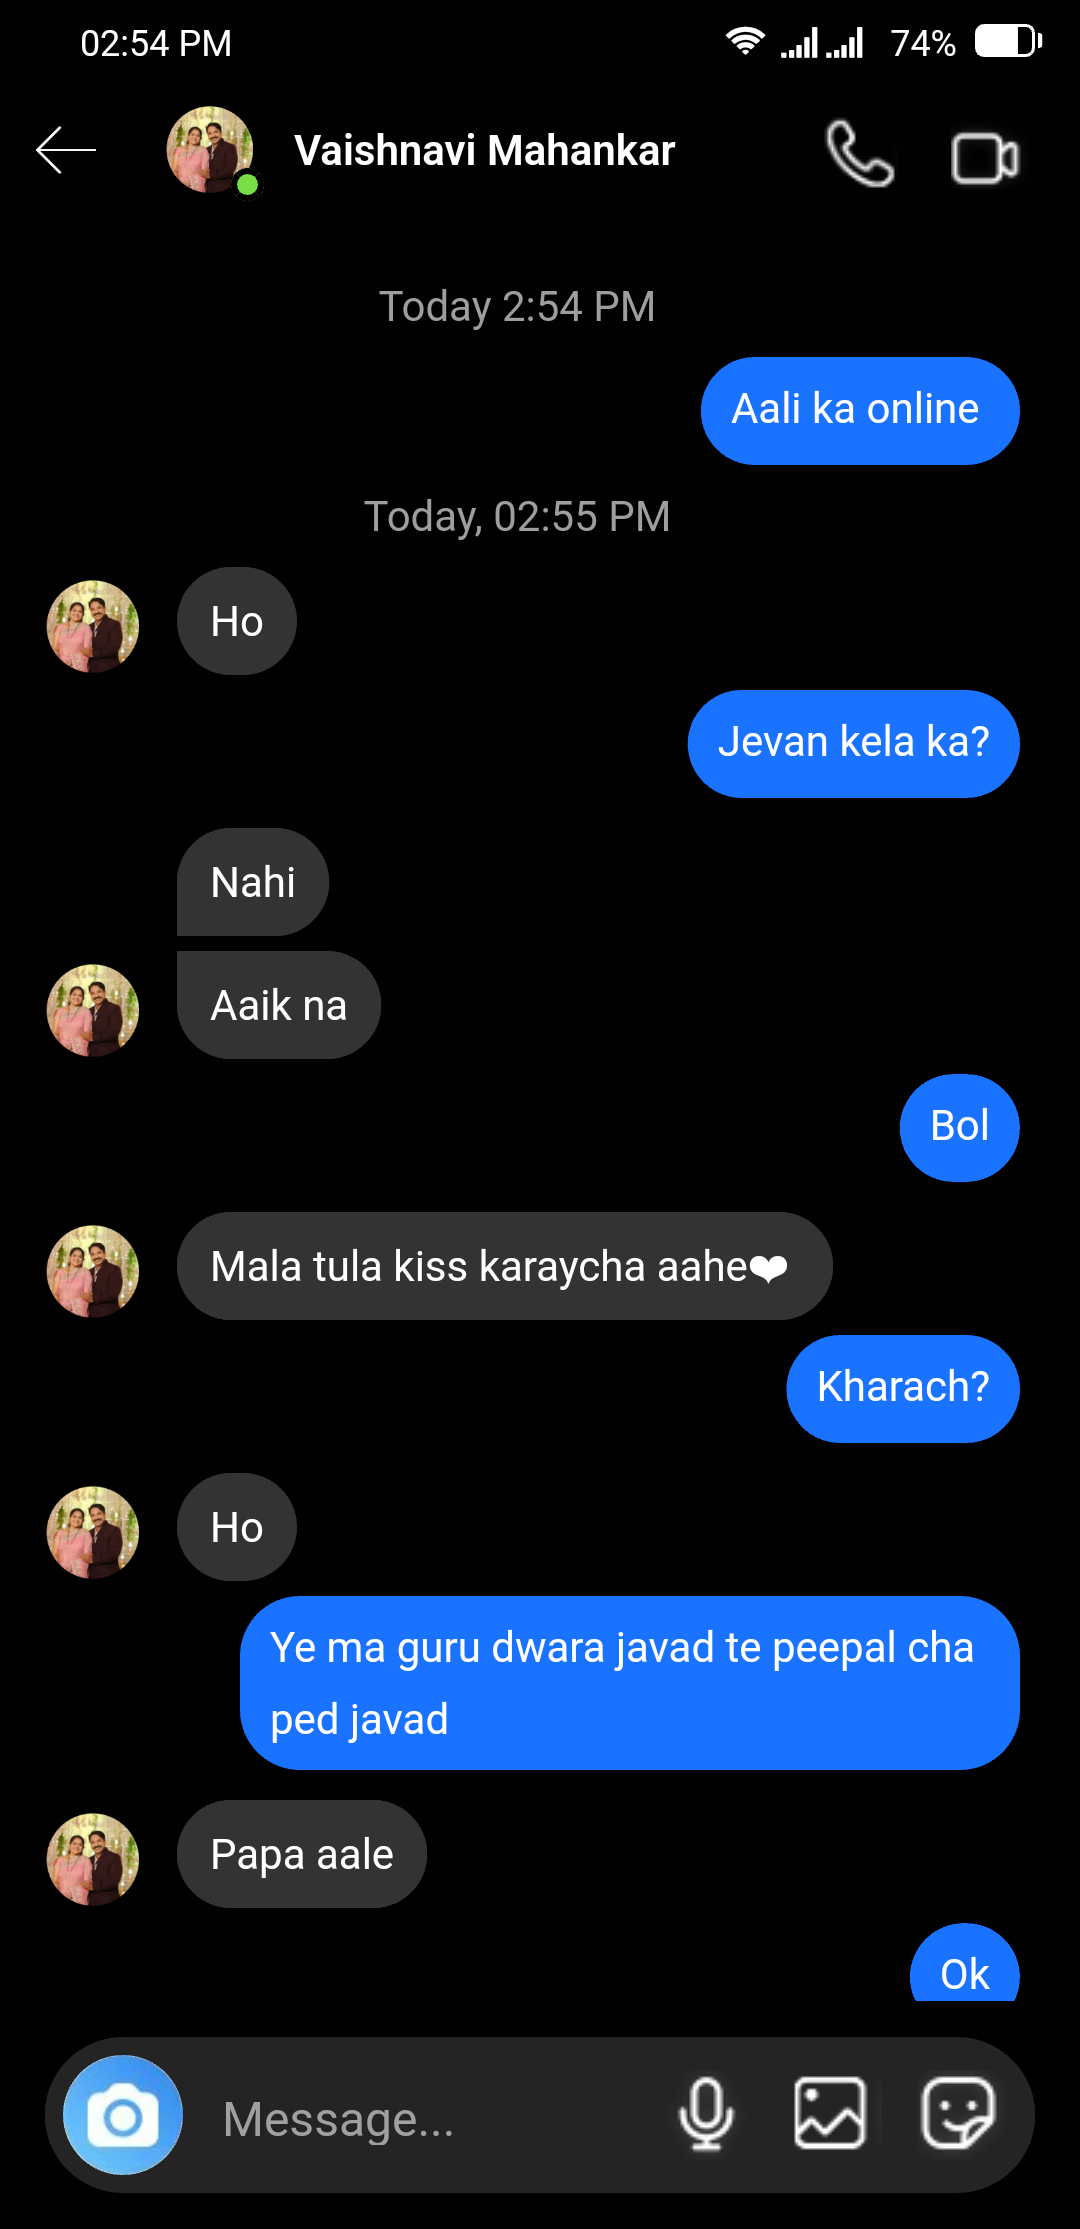 02:54 PM
74%
Vaishnavi Mahankar
Today 2:54 PM
Aali ka online
Today, 02:55 PM
Ho
Jevan kela ka?
Nahi
Aaik na
Bol
Mala tula kiss karaycha aahe❤
Kharach?
Ho
Ye ma guru dwara javad te peepal cha
ped javad
Papa aale
Ok
Message...